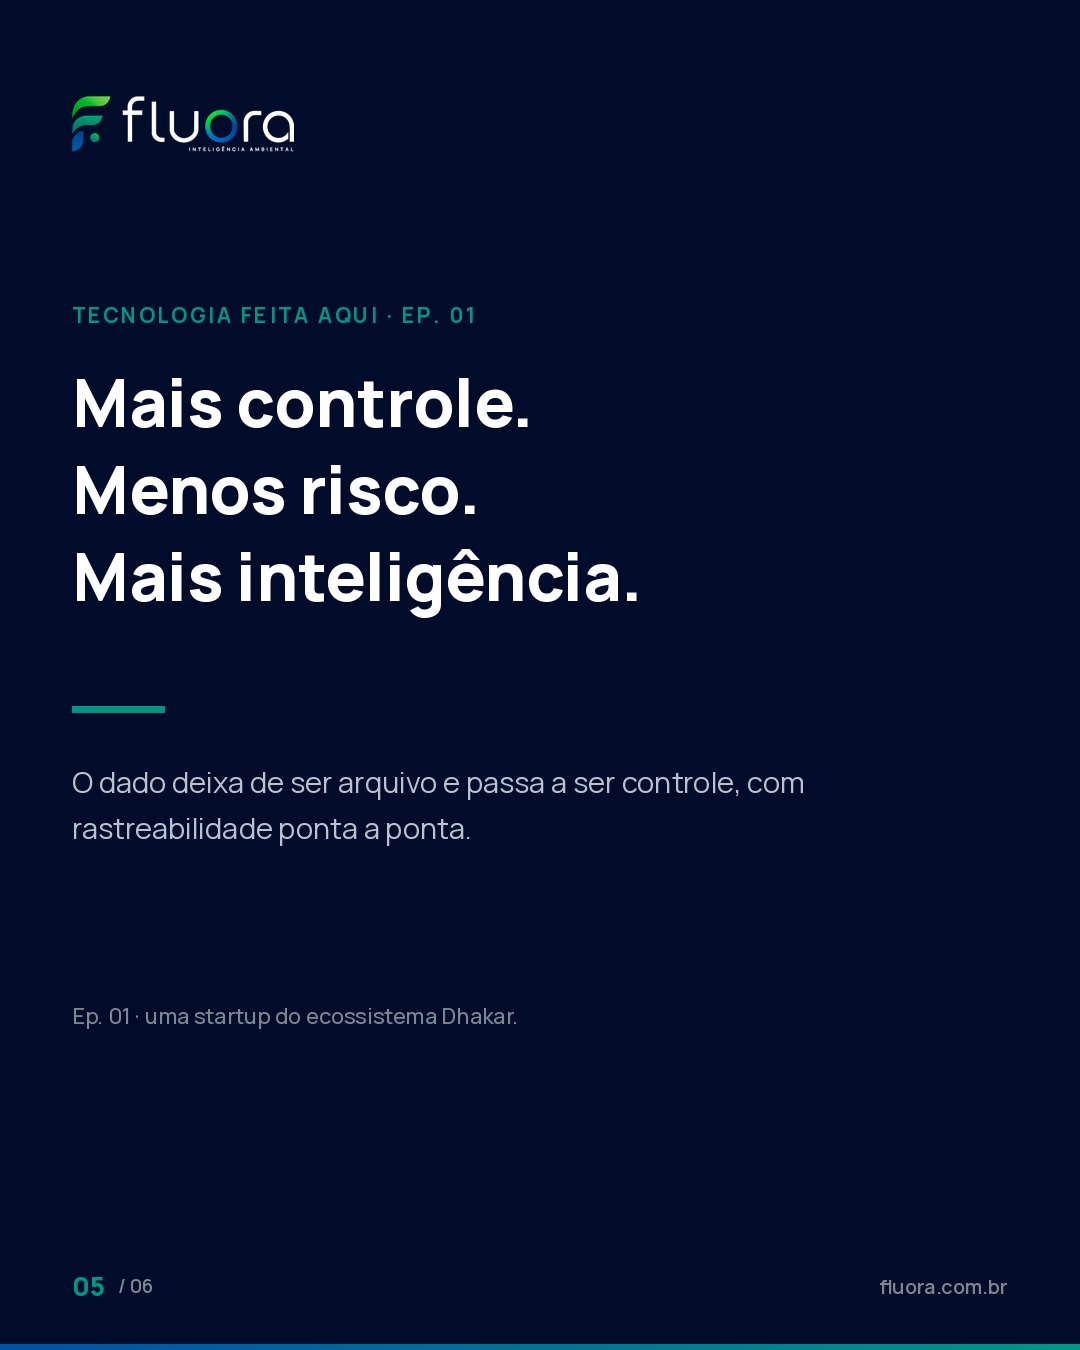 fluora
INTELIGÊNCIA AMBIENTAL
TECNOLOGIA FEITA AQUI · EP. 01
Mais controle.
Menos risco.
Mais inteligência.
O dado deixa de ser arquivo e passa a ser controle, com
rastreabilidade ponta a ponta.
Ep. 01 · uma startup do ecossistema Dhakar.
05 / 06
fluora.com.br